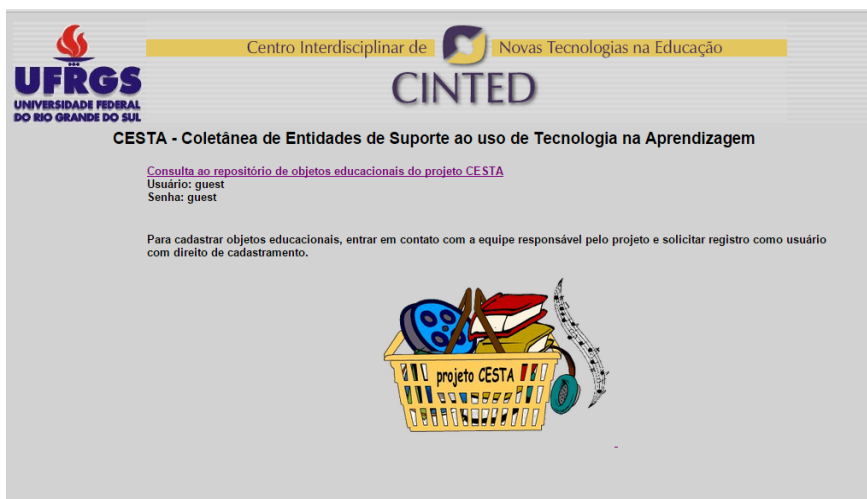 Centro Interdisciplinar de Novas Tecnologias na Educação
CINTED
UFRGS
UNIVERSIDADE FEDERAL
DO RIO GRANDE DO SUL
CESTA - Coletânea de Entidades de Suporte ao uso de Tecnologia na Aprendizagem
Consulta ao repositório de objetos educacionais do projeto CESTA
Usuário: guest
Senha: guest
Para cadastrar objetos educacionais, entrar em contato com a equipe responsável pelo projeto e solicitar registro como usuário
com direito de cadastramento.
projeto CESTA